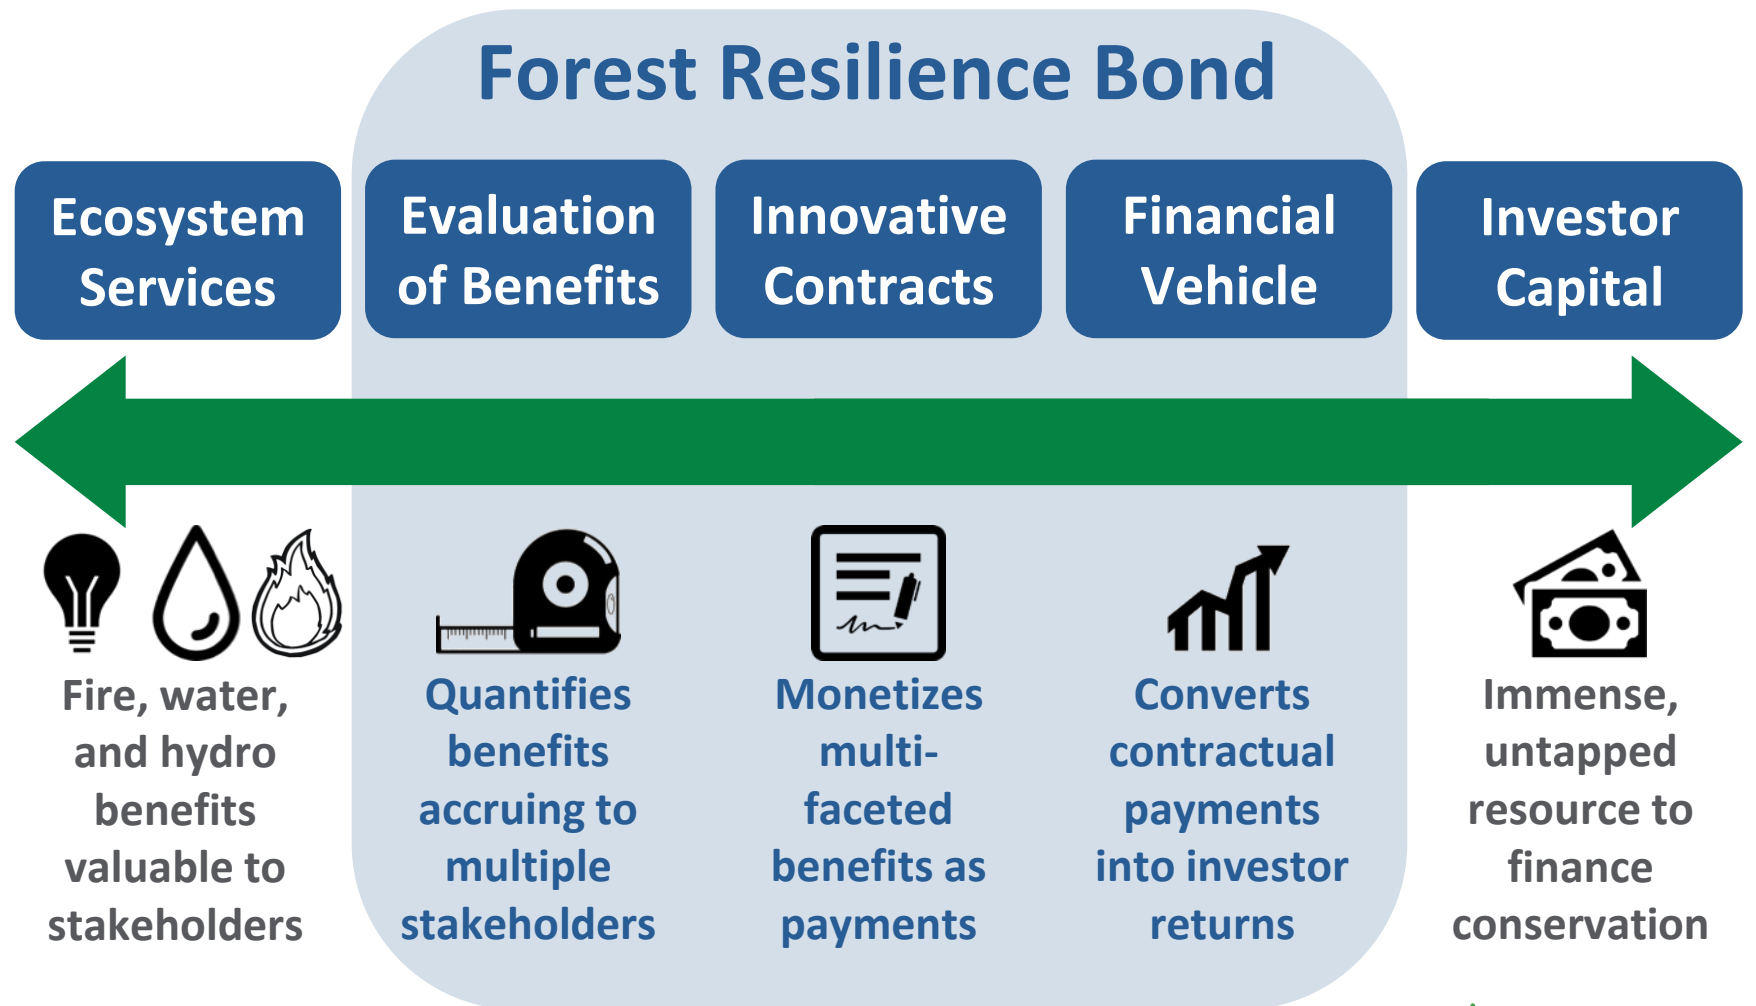 Forest Resilience Bond
Ecosystem
Services
Evaluation
of Benefits
Innovative
Contracts
Financial
Vehicle
Investor
Capital
Fire, water,
and hydro
benefits
valuable to
stakeholders
Quantifies
benefits
accruing to
multiple
stakeholders
Monetizes
multi-
faceted
benefits as
payments
Converts
contractual
payments
into investor
returns
Immense,
untapped
resource to
finance
conservation